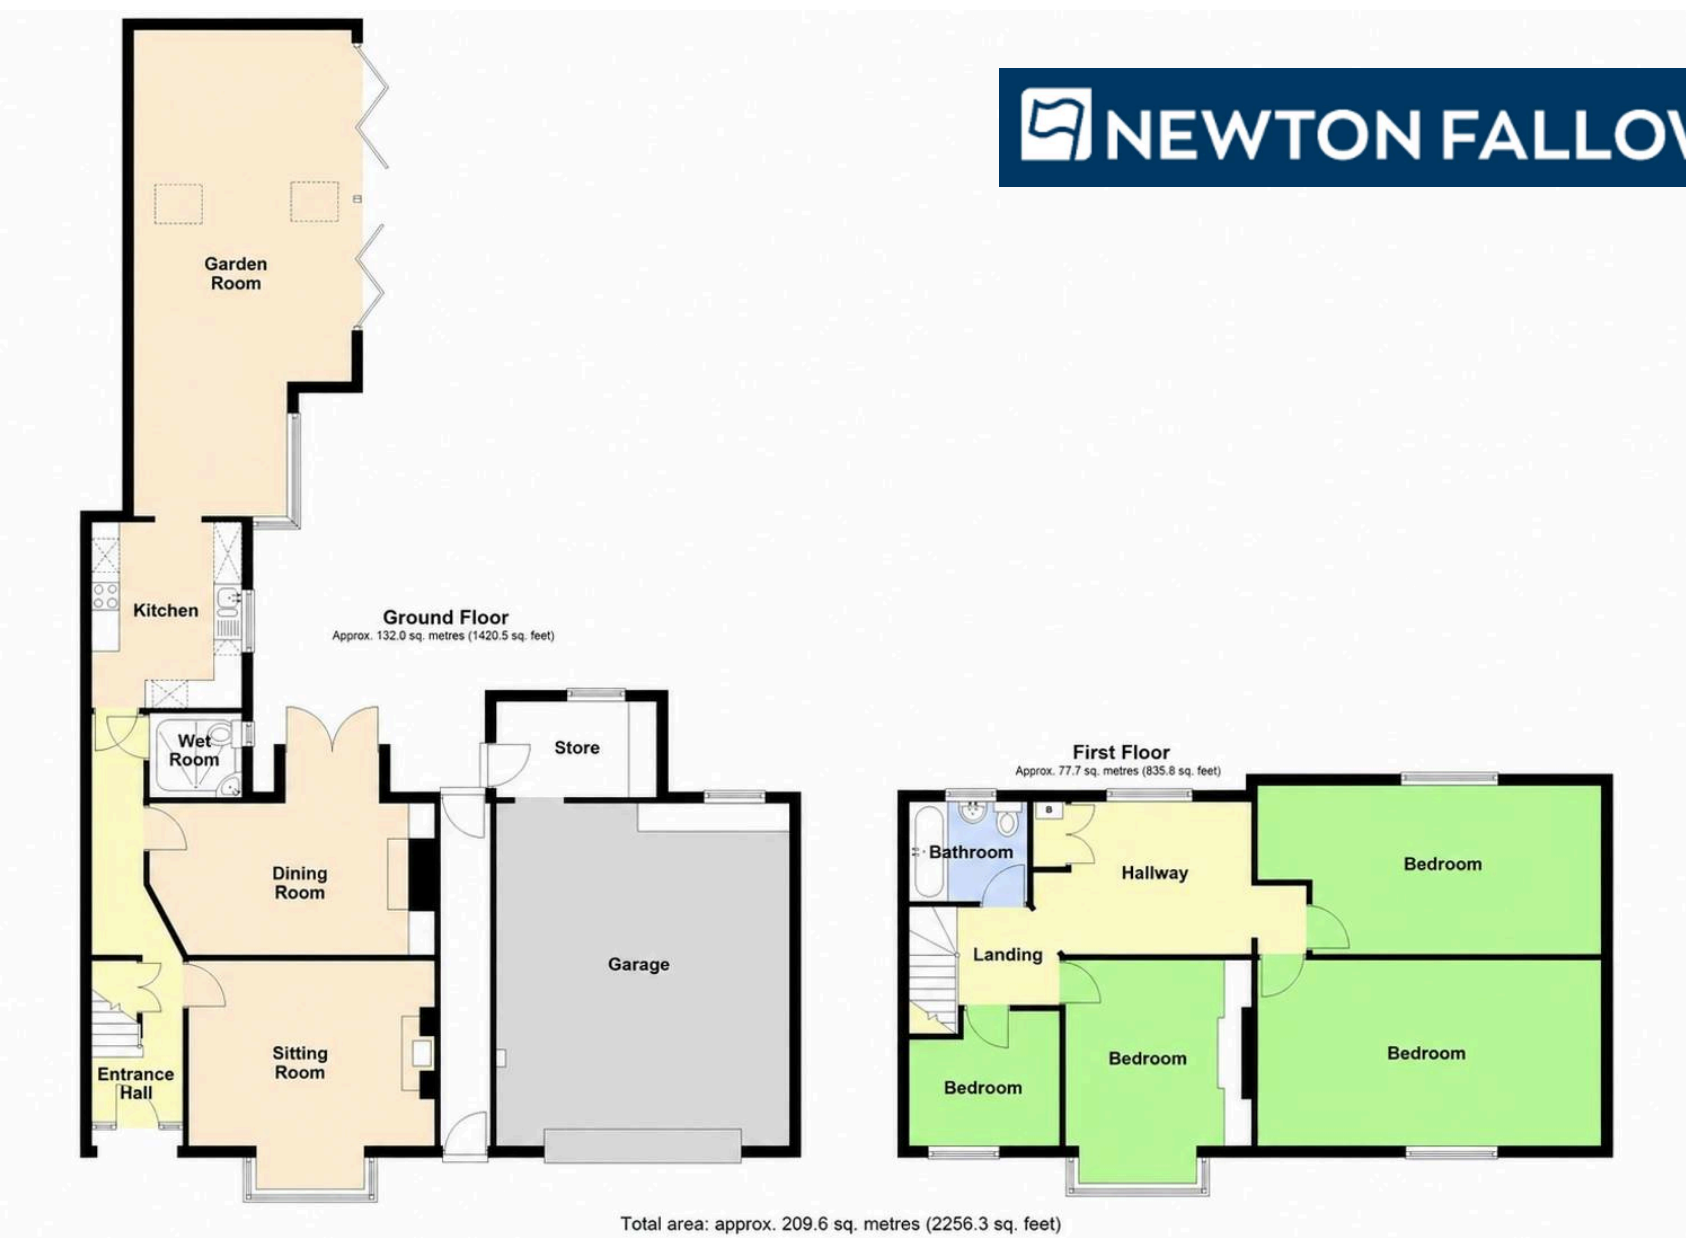 NEWTON FALLOW
Garden
Room
Kitchen
Ground Floor
Approx. 132.0 sq. metres (1420.5 sq. feet)
Wet
Room
Store
Dining
Room
Garage
Sitting
Room
Entrance
Hall
First Floor
Approx. 77.7 sq. metres (835.8 sq. feet)
B
Bathroom
Hallway
Bedroom
Landing
Bedroom
Bedroom
Bedroom
Total area: approx. 209.6 sq. metres (2256.3 sq. feet)